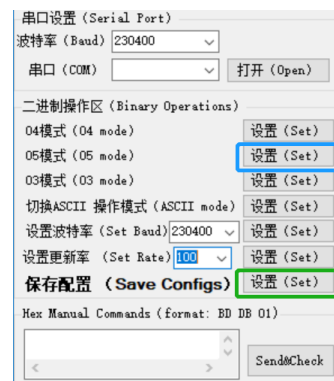 串口设置 (Serial Port)
波特率 (Baud) 230400
串口 (COM) 打开 (Open)
二进制操作区 (Binary Operations)
04模式 (04 mode) 设置 (Set)
05模式 (05 mode) 设置 (Set)
03模式 (03 mode) 设置 (Set)
切换ASCII 操作模式 (ASCII mode) 设置 (Set)
设置波特率 (Set Baud) 230400 设置 (Set)
设置更新率 (Set Rate) 100 设置 (Set)
保存配置 (Save Configs) 设置 (Set)
Hex Manual Commands (format: BD DB 01)
Send&Check